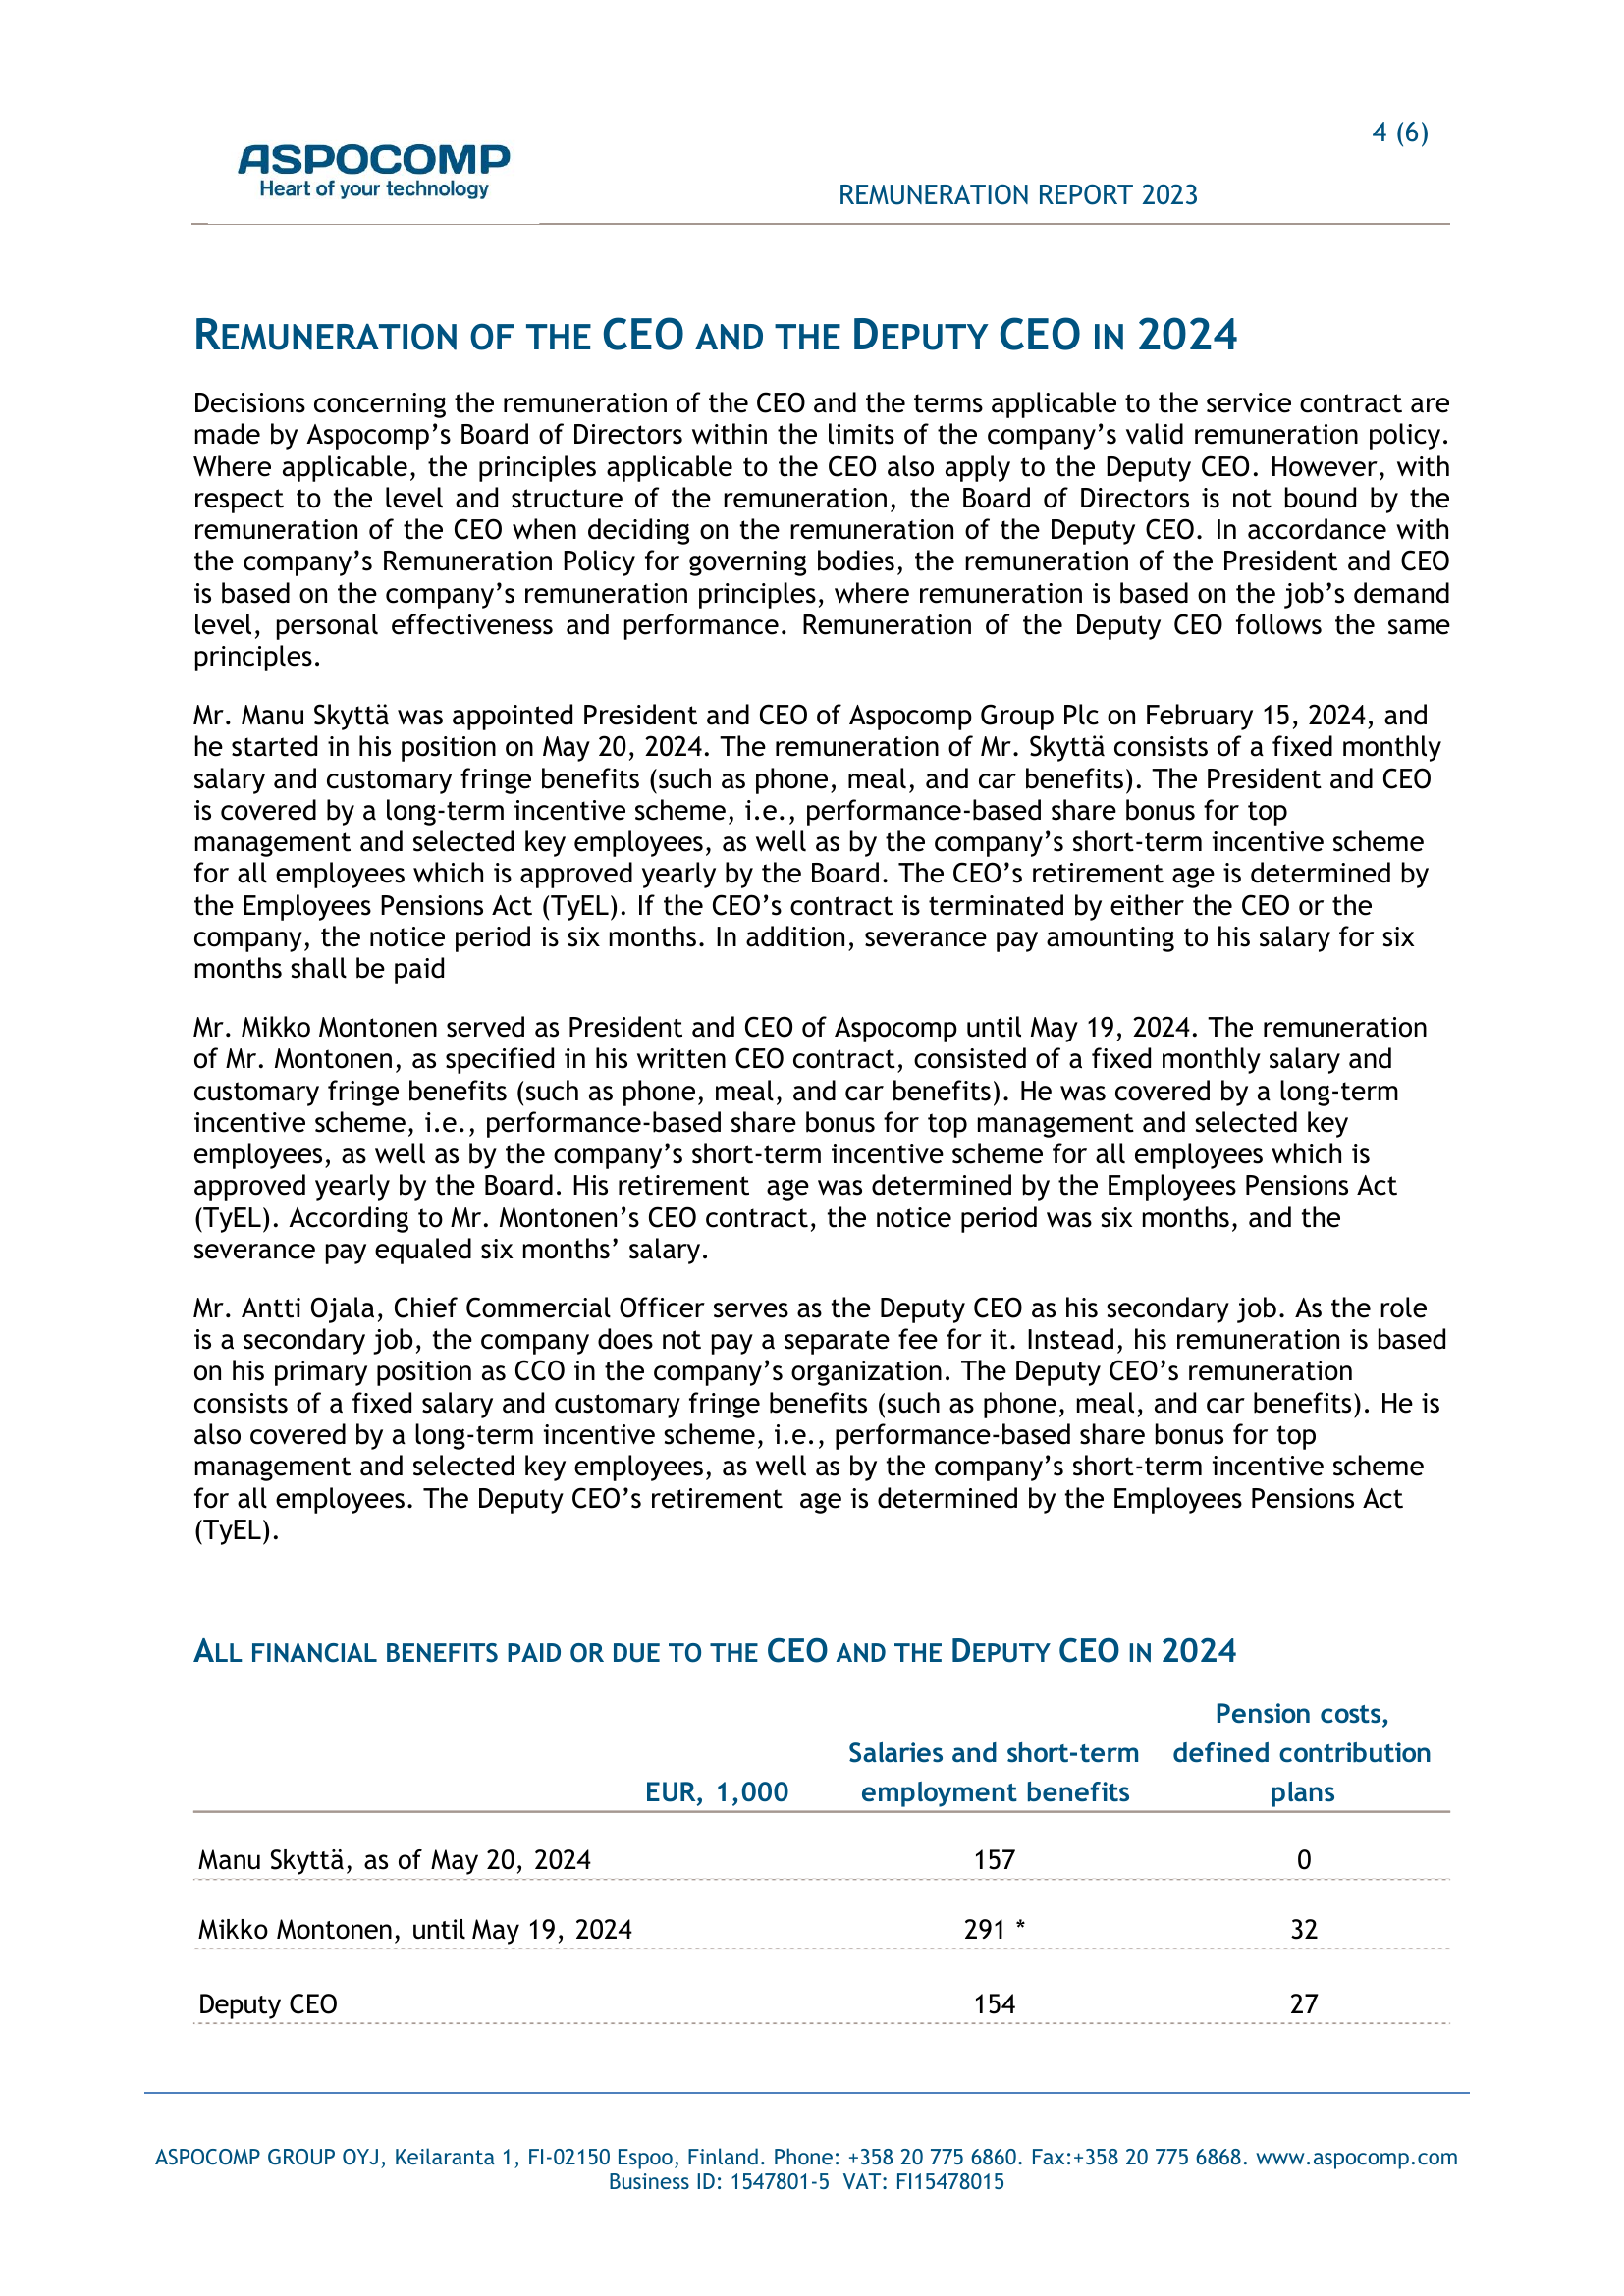 4 (6)
ASPOCOMP
Heart of your technology
REMUNERATION REPORT 2023
REMUNERATION OF THE CEO AND THE DEPUTY CEO IN 2024
Decisions concerning the remuneration of the CEO and the terms applicable to the service contract are
made by Aspocomp’s Board of Directors within the limits of the company’s valid remuneration policy.
Where applicable, the principles applicable to the CEO also apply to the Deputy CEO. However, with
respect to the level and structure of the remuneration, the Board of Directors is not bound by the
remuneration of the CEO when deciding on the remuneration of the Deputy CEO. In accordance with
the company’s Remuneration Policy for governing bodies, the remuneration of the President and CEO
is based on the company’s remuneration principles, where remuneration is based on the job’s demand
level, personal effectiveness and performance. Remuneration of the Deputy CEO follows the same
principles.
Mr. Manu Skyttä was appointed President and CEO of Aspocomp Group Plc on February 15, 2024, and
he started in his position on May 20, 2024. The remuneration of Mr. Skyttä consists of a fixed monthly
salary and customary fringe benefits (such as phone, meal, and car benefits). The President and CEO
is covered by a long-term incentive scheme, i.e., performance-based share bonus for top
management and selected key employees, as well as by the company’s short-term incentive scheme
for all employees which is approved yearly by the Board. The CEO’s retirement age is determined by
the Employees Pensions Act (TyEL). If the CEO’s contract is terminated by either the CEO or the
company, the notice period is six months. In addition, severance pay amounting to his salary for six
months shall be paid
Mr. Mikko Montonen served as President and CEO of Aspocomp until May 19, 2024. The remuneration
of Mr. Montonen, as specified in his written CEO contract, consisted of a fixed monthly salary and
customary fringe benefits (such as phone, meal, and car benefits). He was covered by a long-term
incentive scheme, i.e., performance-based share bonus for top management and selected key
employees, as well as by the company’s short-term incentive scheme for all employees which is
approved yearly by the Board. His retirement  age was determined by the Employees Pensions Act
(TyEL). According to Mr. Montonen’s CEO contract, the notice period was six months, and the
severance pay equaled six months’ salary.
Mr. Antti Ojala, Chief Commercial Officer serves as the Deputy CEO as his secondary job. As the role
is a secondary job, the company does not pay a separate fee for it. Instead, his remuneration is based
on his primary position as CCO in the company’s organization. The Deputy CEO’s remuneration
consists of a fixed salary and customary fringe benefits (such as phone, meal, and car benefits). He is
also covered by a long-term incentive scheme, i.e., performance-based share bonus for top
management and selected key employees, as well as by the company’s short-term incentive scheme
for all employees. The Deputy CEO’s retirement  age is determined by the Employees Pensions Act
(TyEL).
ALL FINANCIAL BENEFITS PAID OR DUE TO THE CEO AND THE DEPUTY CEO IN 2024
Pension costs,
Salaries and short-term defined contribution
EUR, 1,000 employment benefits plans
Manu Skyttä, as of May 20, 2024 157 0
Mikko Montonen, until May 19, 2024 291 * 32
Deputy CEO 154 27
ASPOCOMP GROUP OYJ, Keilaranta 1, FI-02150 Espoo, Finland. Phone: +358 20 775 6860. Fax:+358 20 775 6868. www.aspocomp.com
Business ID: 1547801-5  VAT: FI15478015